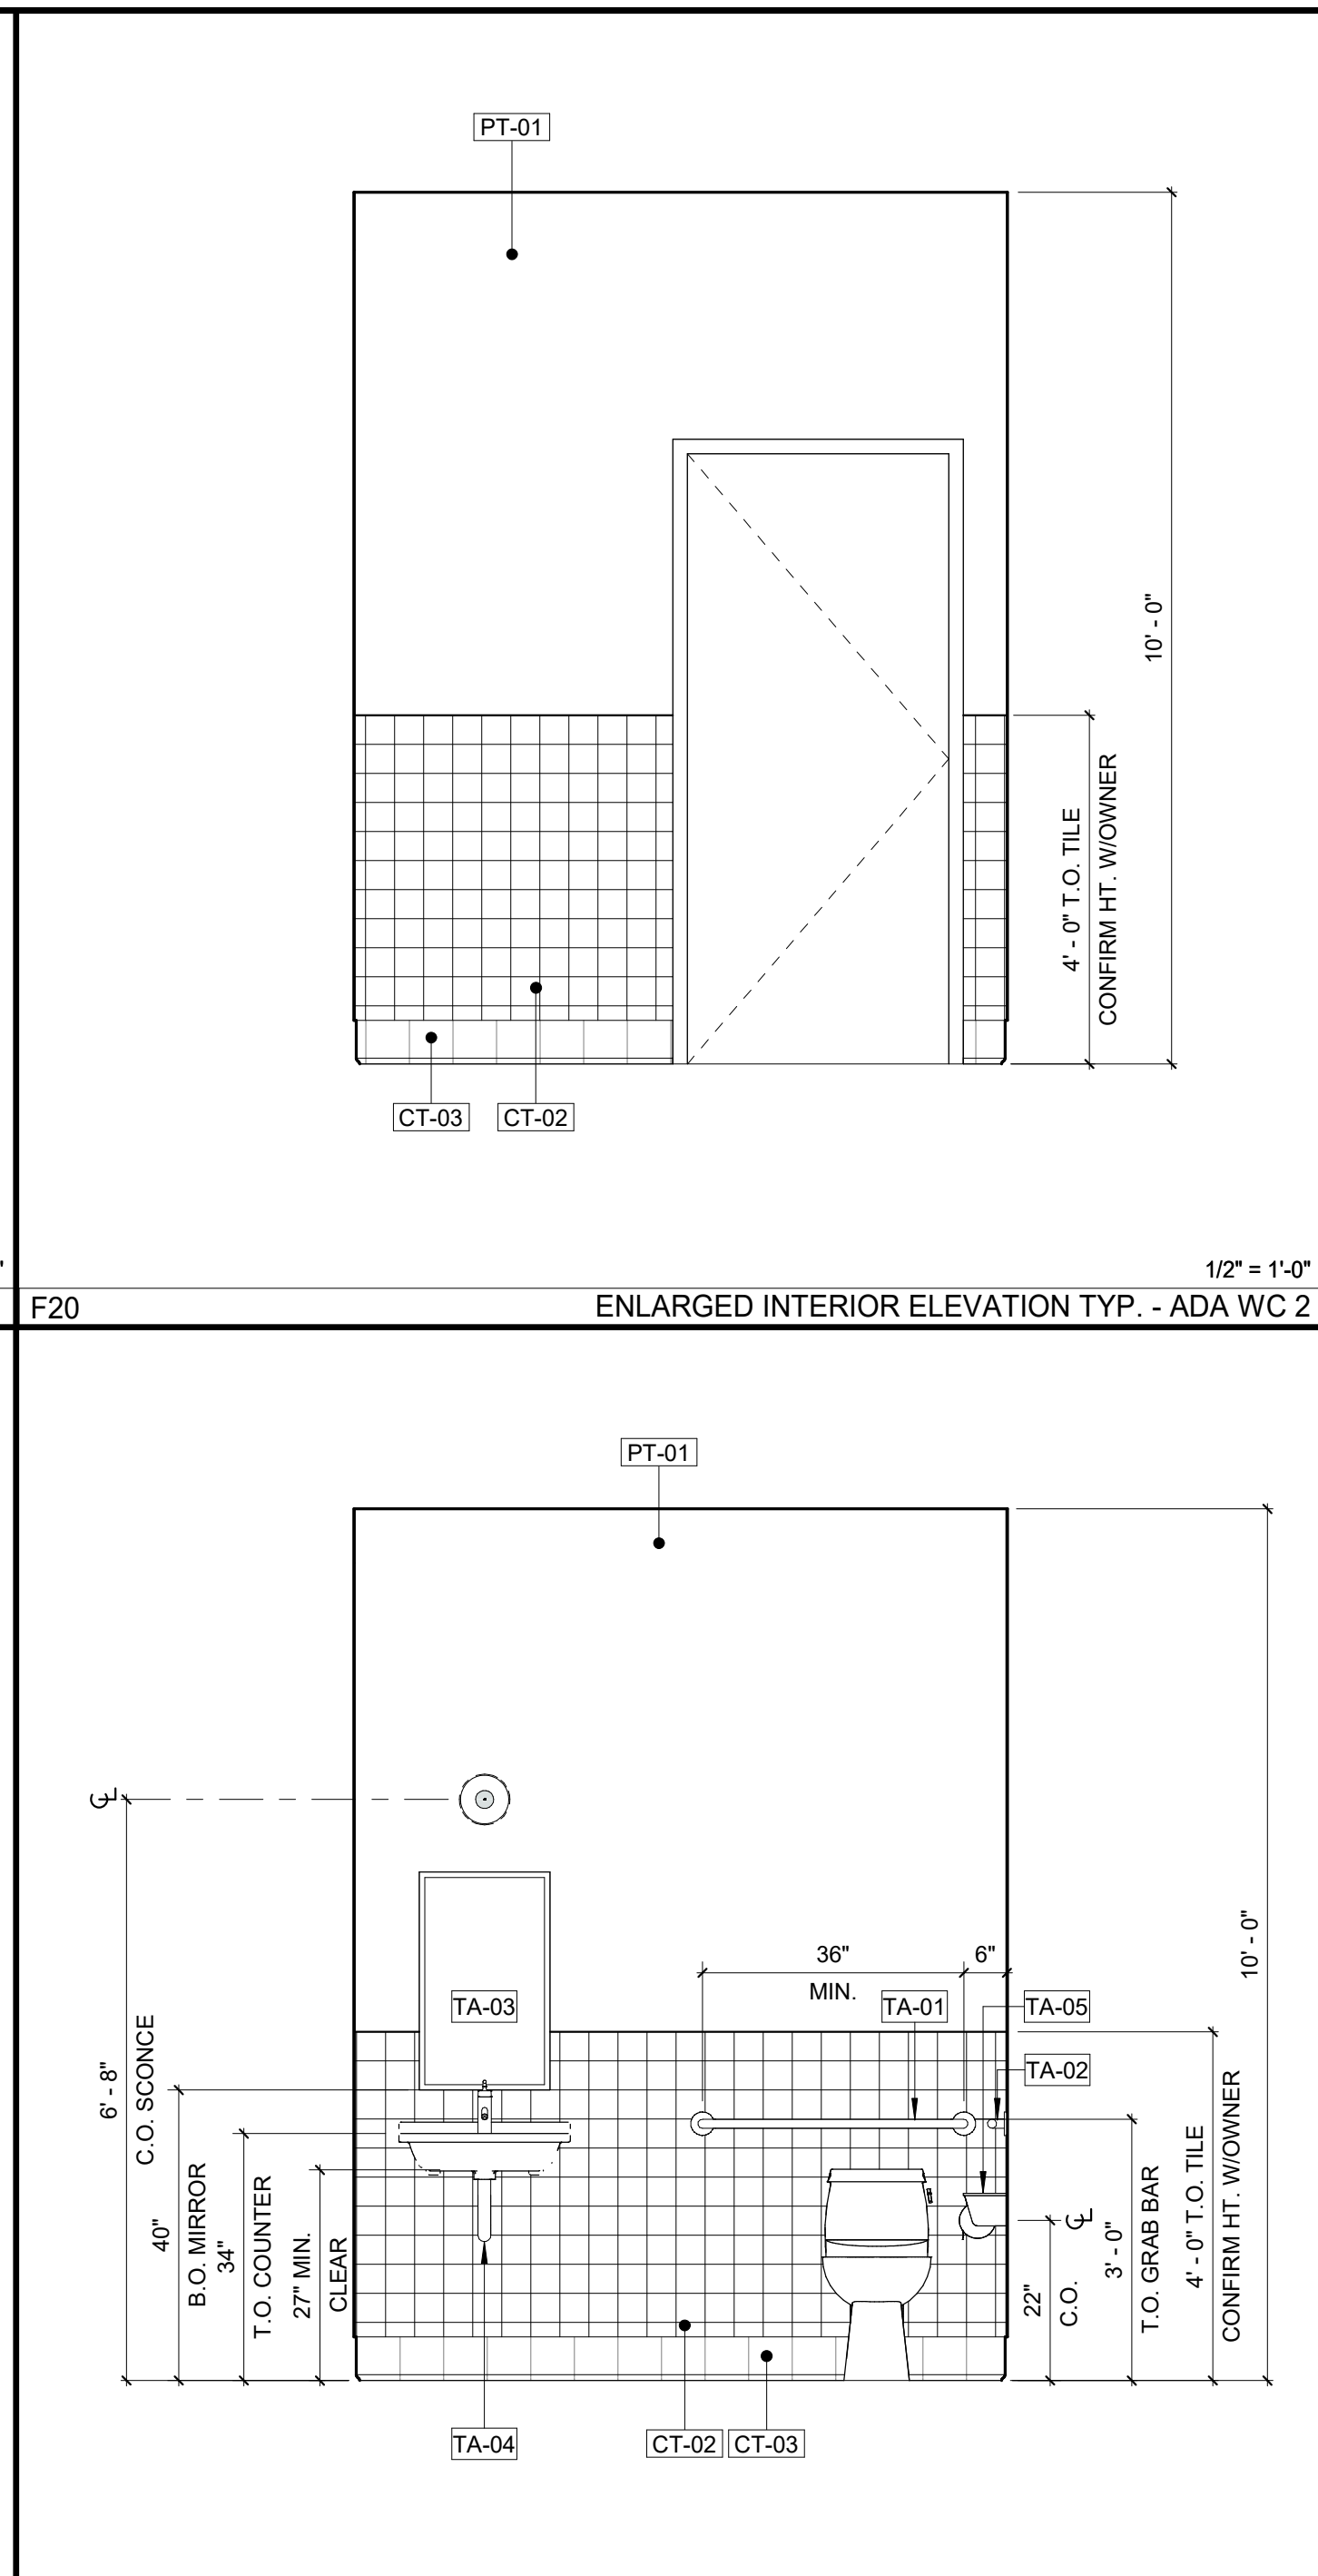 PT-01
10' - 0"
4' - 0" T.O. TILE
CONFIRM HT. W/OWNER
CT-03
CT-02
"
1/2" = 1'-0"
F20
ENLARGED INTERIOR ELEVATION TYP. - ADA WC 2
PT-01
36"
MIN.
6"
TA-03
TA-01
TA-05
TA-02
6' - 8"
C.O. SCONCE
40"
B.O. MIRROR
34"
T.O. COUNTER
27" MIN.
CLEAR
22"
C.O.
CL
CL
3' - 0"
T.O. GRAB BAR
4' - 0" T.O. TILE
CONFIRM HT. W/OWNER
10' - 0"
TA-04
CT-02
CT-03